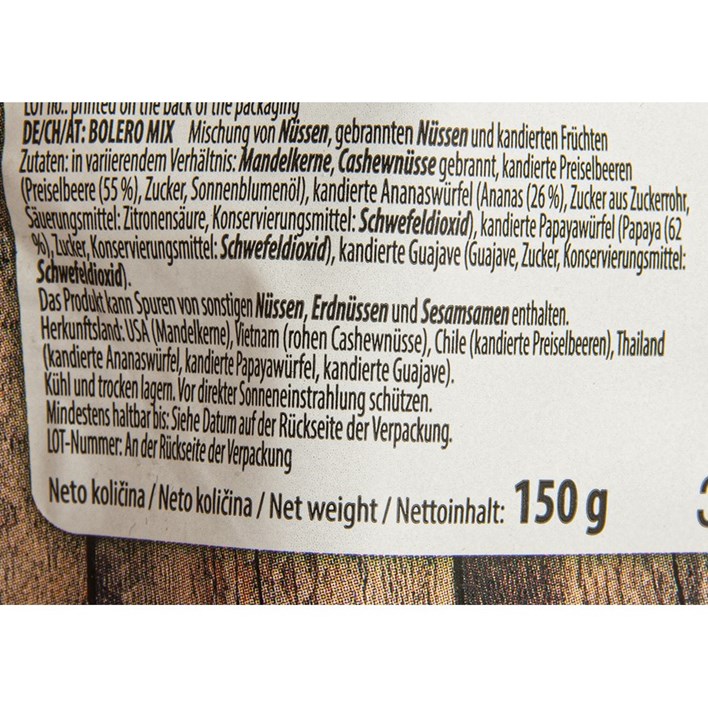 LOT no.: printed on the back of the packaging
DE/CH/AT: BOLERO MIX Mischung von Nüssen, gebrannten Nüssen und kandierten Früchten
Zutaten: in variierendem Verhältnis: Mandelkerne, Cashewnüsse gebrannt, kandierte Preiselbeeren
(Preiselbeere (55 %), Zucker, Sonnenblumenöl), kandierte Ananaswürfel (Ananas (26 %), Zucker aus Zuckerrohr,
Säuerungsmittel: Zitronensäure, Konservierungsmittel: Schwefeldioxid), kandierte Papayawürfel (Papaya (62
%), Zucker, Konservierungsmittel: Schwefeldioxid), kandierte Guajave (Guajave, Zucker, Konservierungsmittel:
Schwefeldioxid).
Das Produkt kann Spuren von sonstigen Nüssen, Erdnüssen und Sesamsamen enthalten.
Herkunftsland: USA (Mandelkerne), Vietnam (rohen Cashewnüsse), Chile (kandierte Preiselbeeren), Thailand
(kandierte Ananaswürfel, kandierte Papayawürfel, kandierte Guajave).
Kühl und trocken lagern. Vor direkter Sonneneinstrahlung schützen.
Mindestens haltbar bis: Siehe Datum auf der Rückseite der Verpackung.
LOT-Nummer: An der Rückseite der Verpackung
Neto količina / Neto količina / Net weight / Nettoinhalt: 150 g